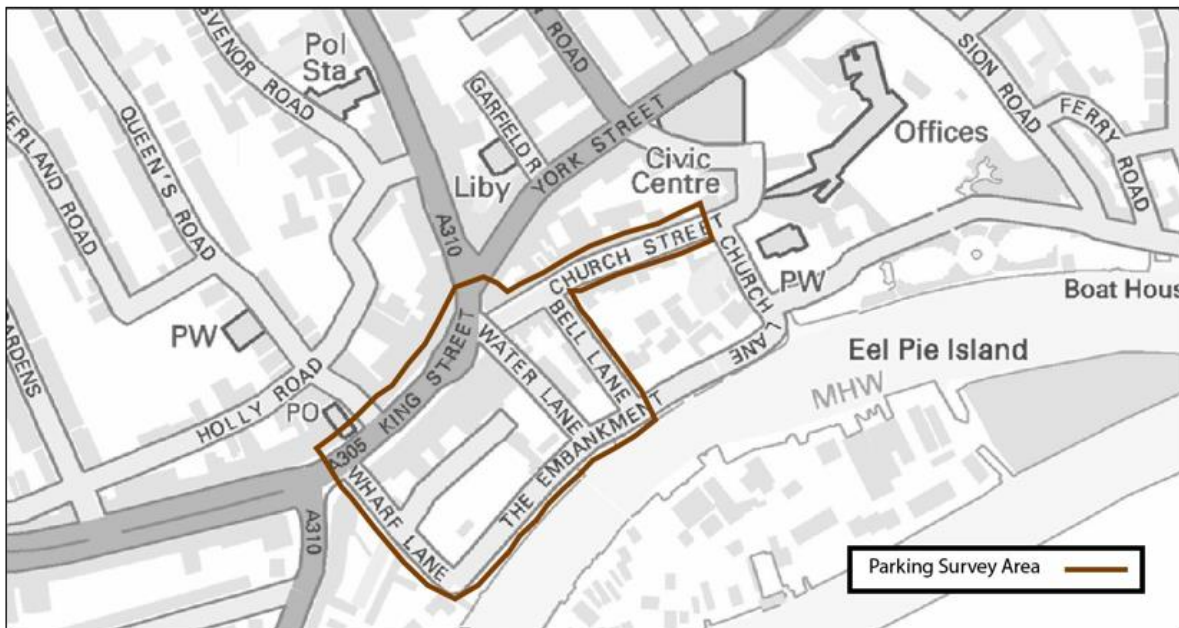 SVENOR ROAD
Pol
Sta
ROAD
SION ROAD
FERRY ROAD
QUEEN'S ROAD
ERLAND ROAD
GARFIELD R
YORK STREET
Offices
Liby
Civic
Centre
A310
CHURCH STREET
CHURCH LANE
PW
Boat Hous
BELL LANE
WATER LANE
KING STREET
PW
Eel Pie Island
MHW
ARDENS
HOLLY ROAD
PO
A305
THE EMBANKMENT
WHARF LANE
A310
Parking Survey Area